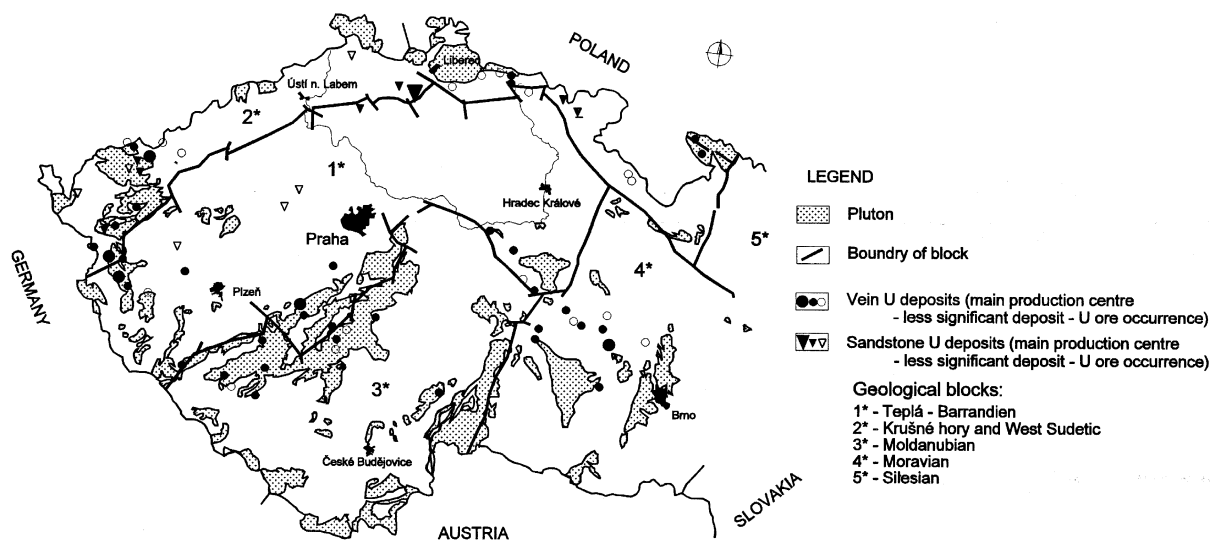 POLAND
Liberec
Ústí n. Labem
2*
1*
LEGEND
Hradec Králové
Pluton
Praha
5*
GERMANY
Boundry of block
4*
Plzeň
Vein U deposits (main production centre
- less significant deposit - U ore occurrence)
Sandstone U deposits (main production centre
- less significant deposit - U ore occurrence)
3*
Geological blocks:
Brno
1* - Teplá - Barrandien
2* - Krušné hory and West Sudetic
3* - Moldanubian
České Budějovice
4* - Moravian
5* - Silesian
SLOVAKIA
AUSTRIA